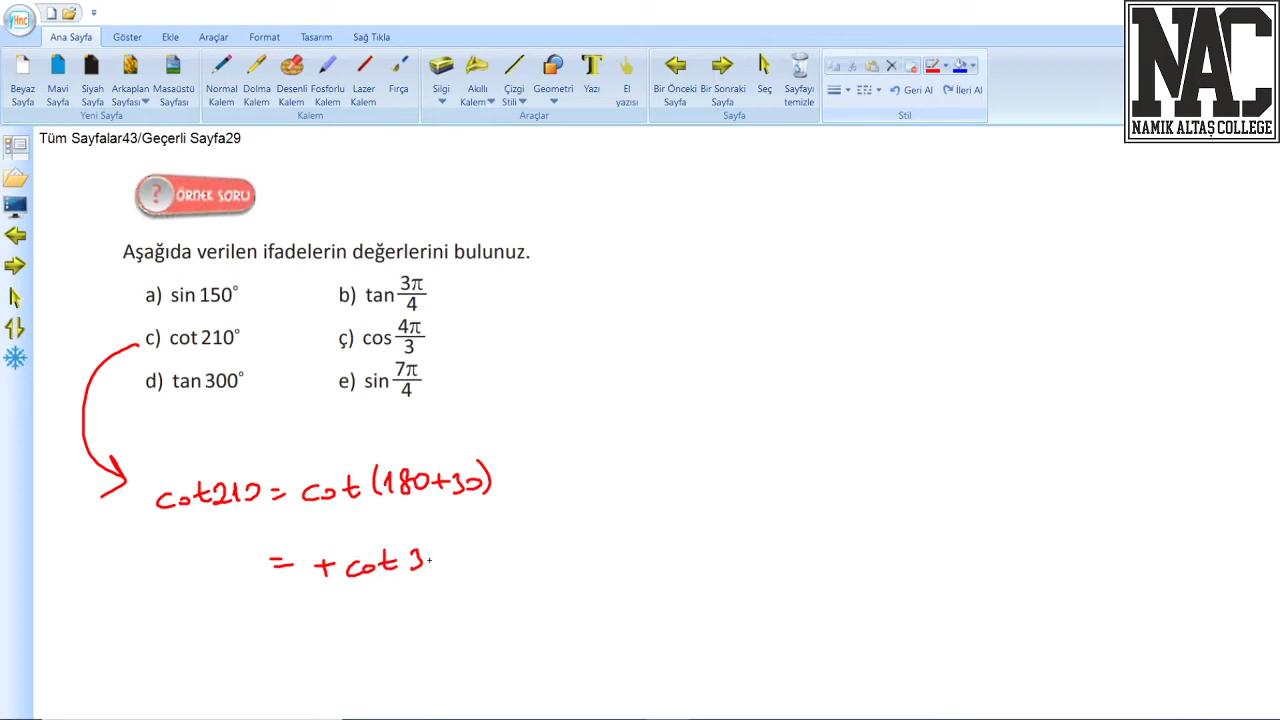 Ana Sayfa Göster Ekle Araçlar Format Tasarım Sağ Tıkla
Beyaz Sayfa Mavi Sayfa Siyah Sayfa Arkaplan Sayfası Masaüstü Sayfası Normal Kalem Dolma Kalem Desenli Kalem Fosforlu Kalem Lazer Kalem Fırça Silgi Akıllı Kalem Çizgi Stili Geometri Yazı El yazısı Bir Önceki Sayfa Bir Sonraki Sayfa Seç Sayfayı temizle Geri Al İleri Al
Yeni Sayfa Kalem Araçlar Sayfa Stil
NAC
NAMIK ALTAŞ COLLEGE
Tüm Sayfalar43/Geçerli Sayfa29
? ÖRNEK SORU
Aşağıda verilen ifadelerin değerlerini bulunuz.
a) sin 150° b) tan 3π/4
c) cot 210° ç) cos 4π/3
d) tan 300° e) sin 7π/4
cot210 = cot (180+30)
= + cot 3